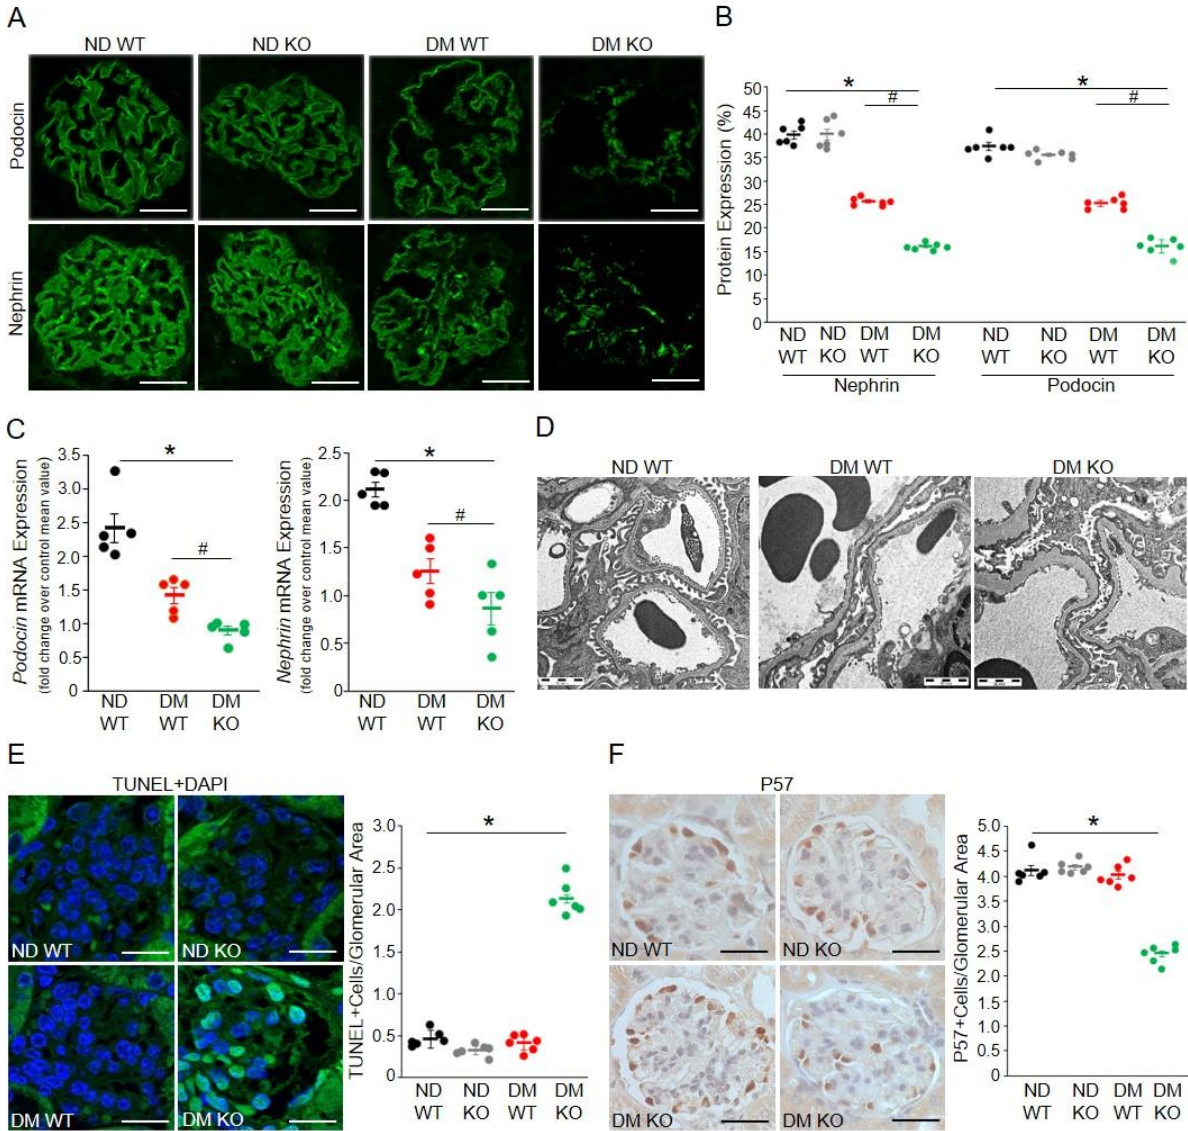 A
ND WT
ND KO
DM WT
DM KO
Podocin
Nephrin
B
Protein Expression (%)
50
45
40
35
30
25
20
15
10
5
0
*
#
*
#
ND WT
ND KO
DM WT
DM KO
ND WT
ND KO
DM WT
DM KO
Nephrin
Podocin
C
Podocin mRNA Expression
(fold change over control mean value)
3.5
3.0
2.5
2.0
1.5
1.0
0.5
0
*
#
ND WT
DM WT
DM KO
Nephrin mRNA Expression
(fold change over control mean value)
2.5
2.0
1.5
1.0
0.5
0
*
#
ND WT
DM WT
DM KO
D
ND WT
DM WT
DM KO
E
TUNEL+DAPI
ND WT
ND KO
DM WT
DM KO
TUNEL+Cells/Glomerular Area
3.0
2.5
2.0
1.5
1.0
0.5
0
*
ND WT
ND KO
DM WT
DM KO
F
P57
ND WT
ND KO
DM KO
DM KO
P57+Cells/Glomerular Area
5.0
4.5
4.0
3.5
3.0
2.5
2.0
1.5
1.0
0.5
0
*
ND WT
ND KO
DM WT
DM KO